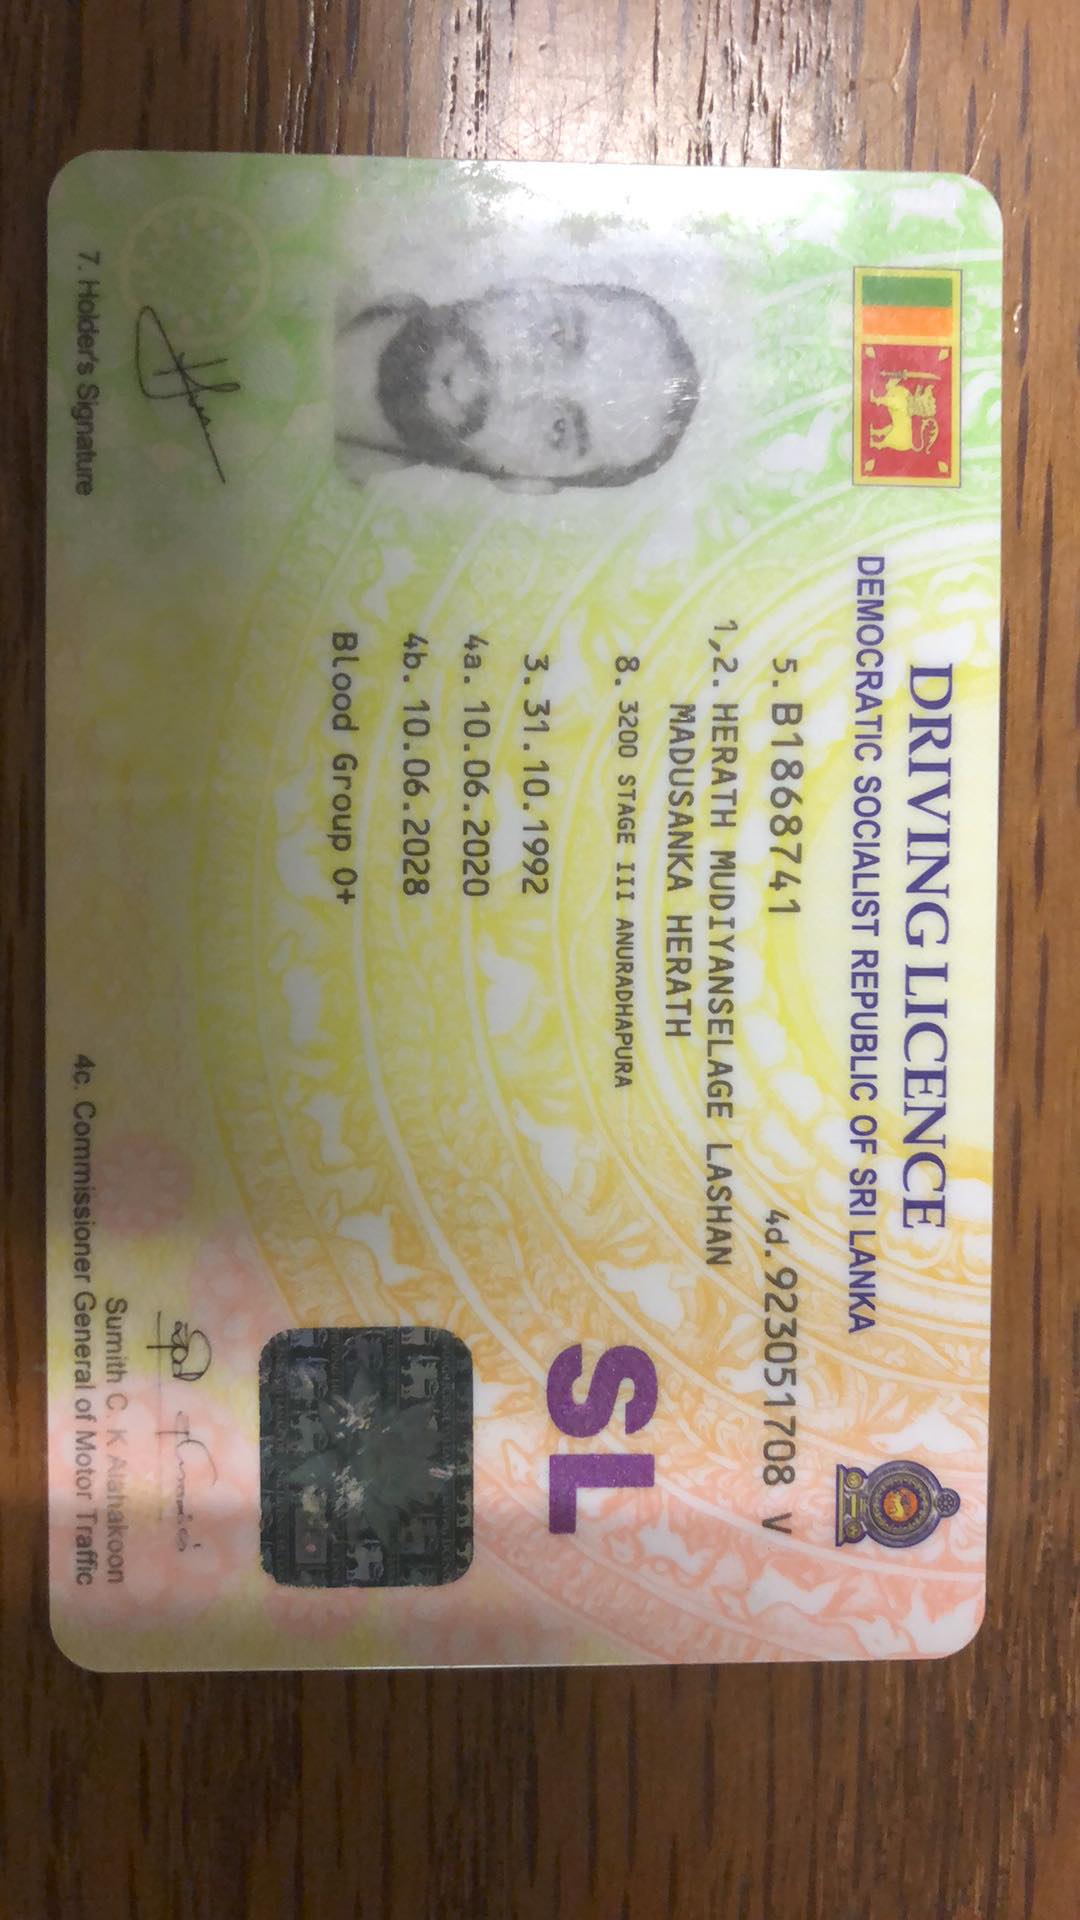 DRIVING LICENCE
DEMOCRATIC SOCIALIST REPUBLIC OF SRI LANKA
5. B1868741 4d. 923051708 V
1,2. HERATH MUDIYANSELAGE LASHAN
MADUSANKA HERATH
8. 3200 STAGE III ANURADHAPURA
SL
3. 31.10.1992
4a. 10.06.2020
4b. 10.06.2028
Blood Group O+
Sumith C. K Alahakoon
7. Holder's Signature
4c. Commissioner General of Motor Traffic